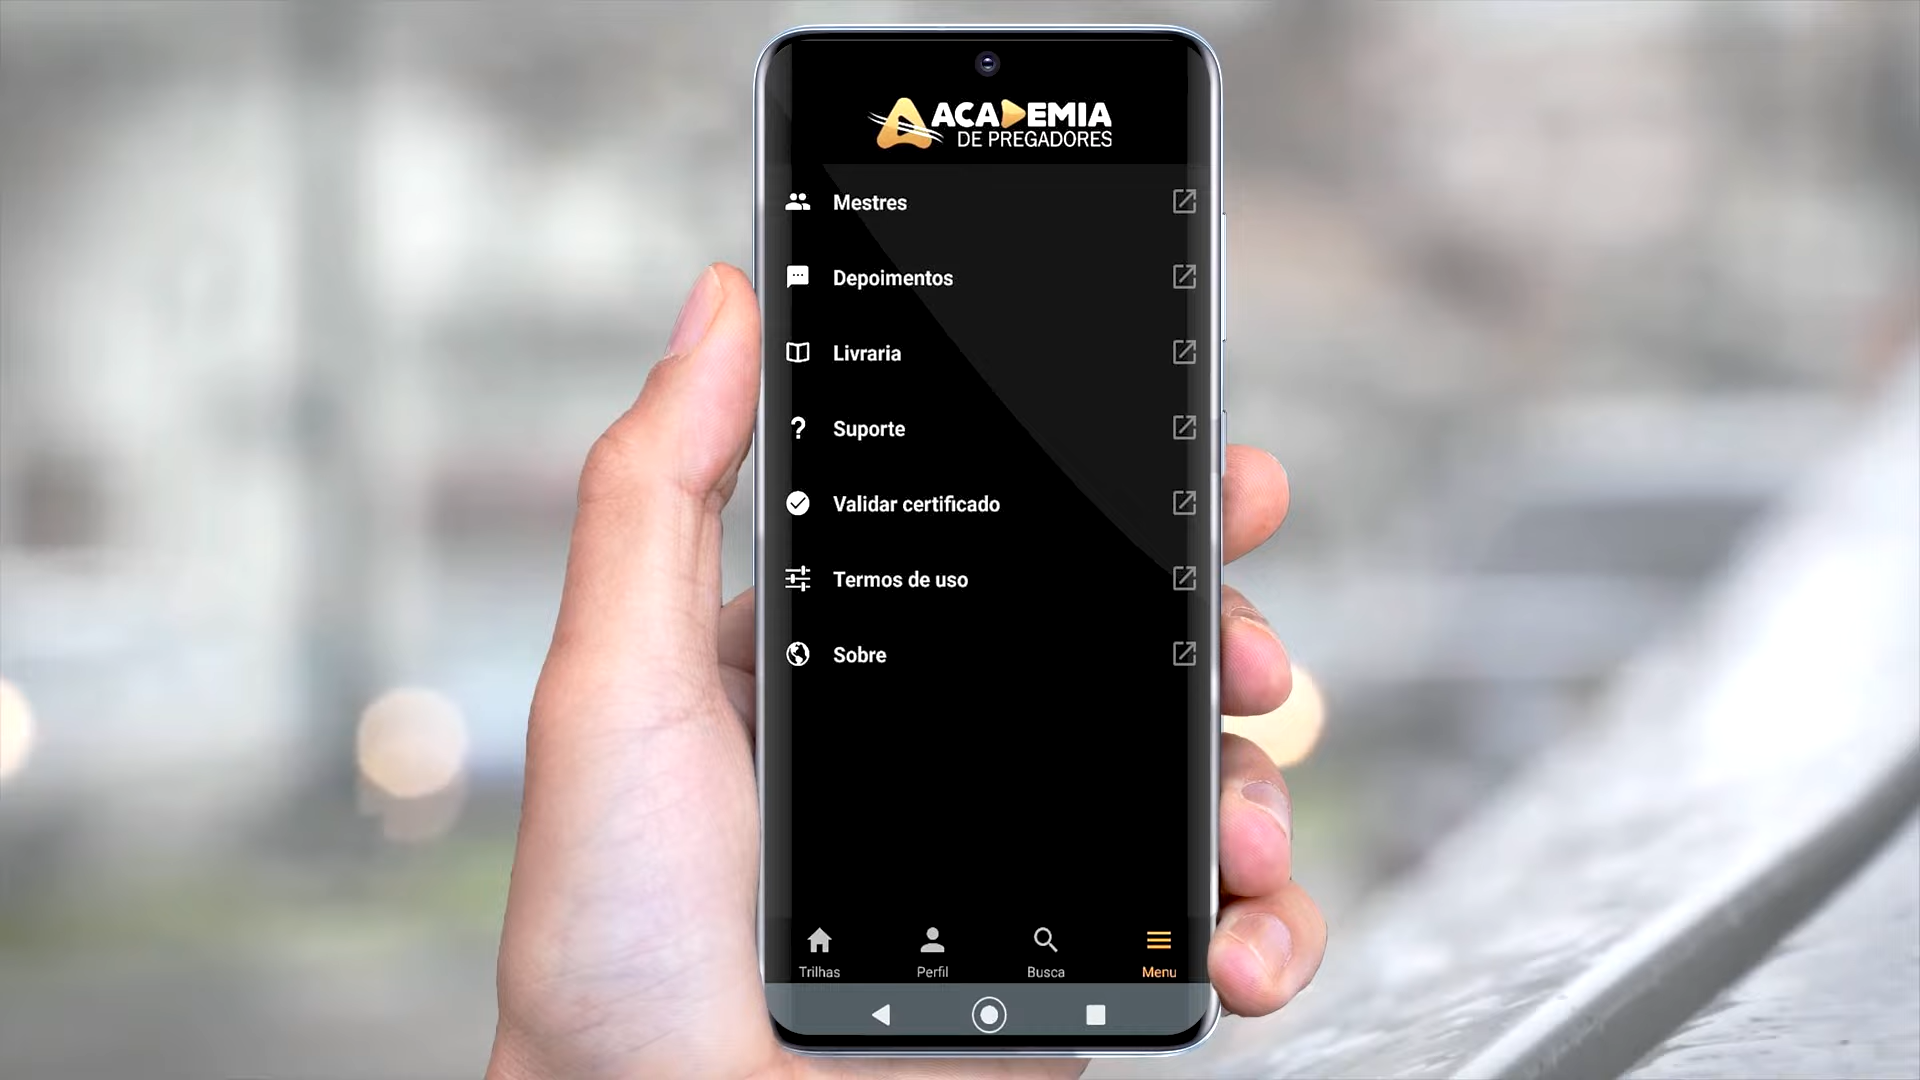 ACADEMIA
DE PREGADORES
Mestres
Depoimentos
Livraria
Suporte
Validar certificado
Termos de uso
Sobre
Trilhas
Perfil
Busca
Menu